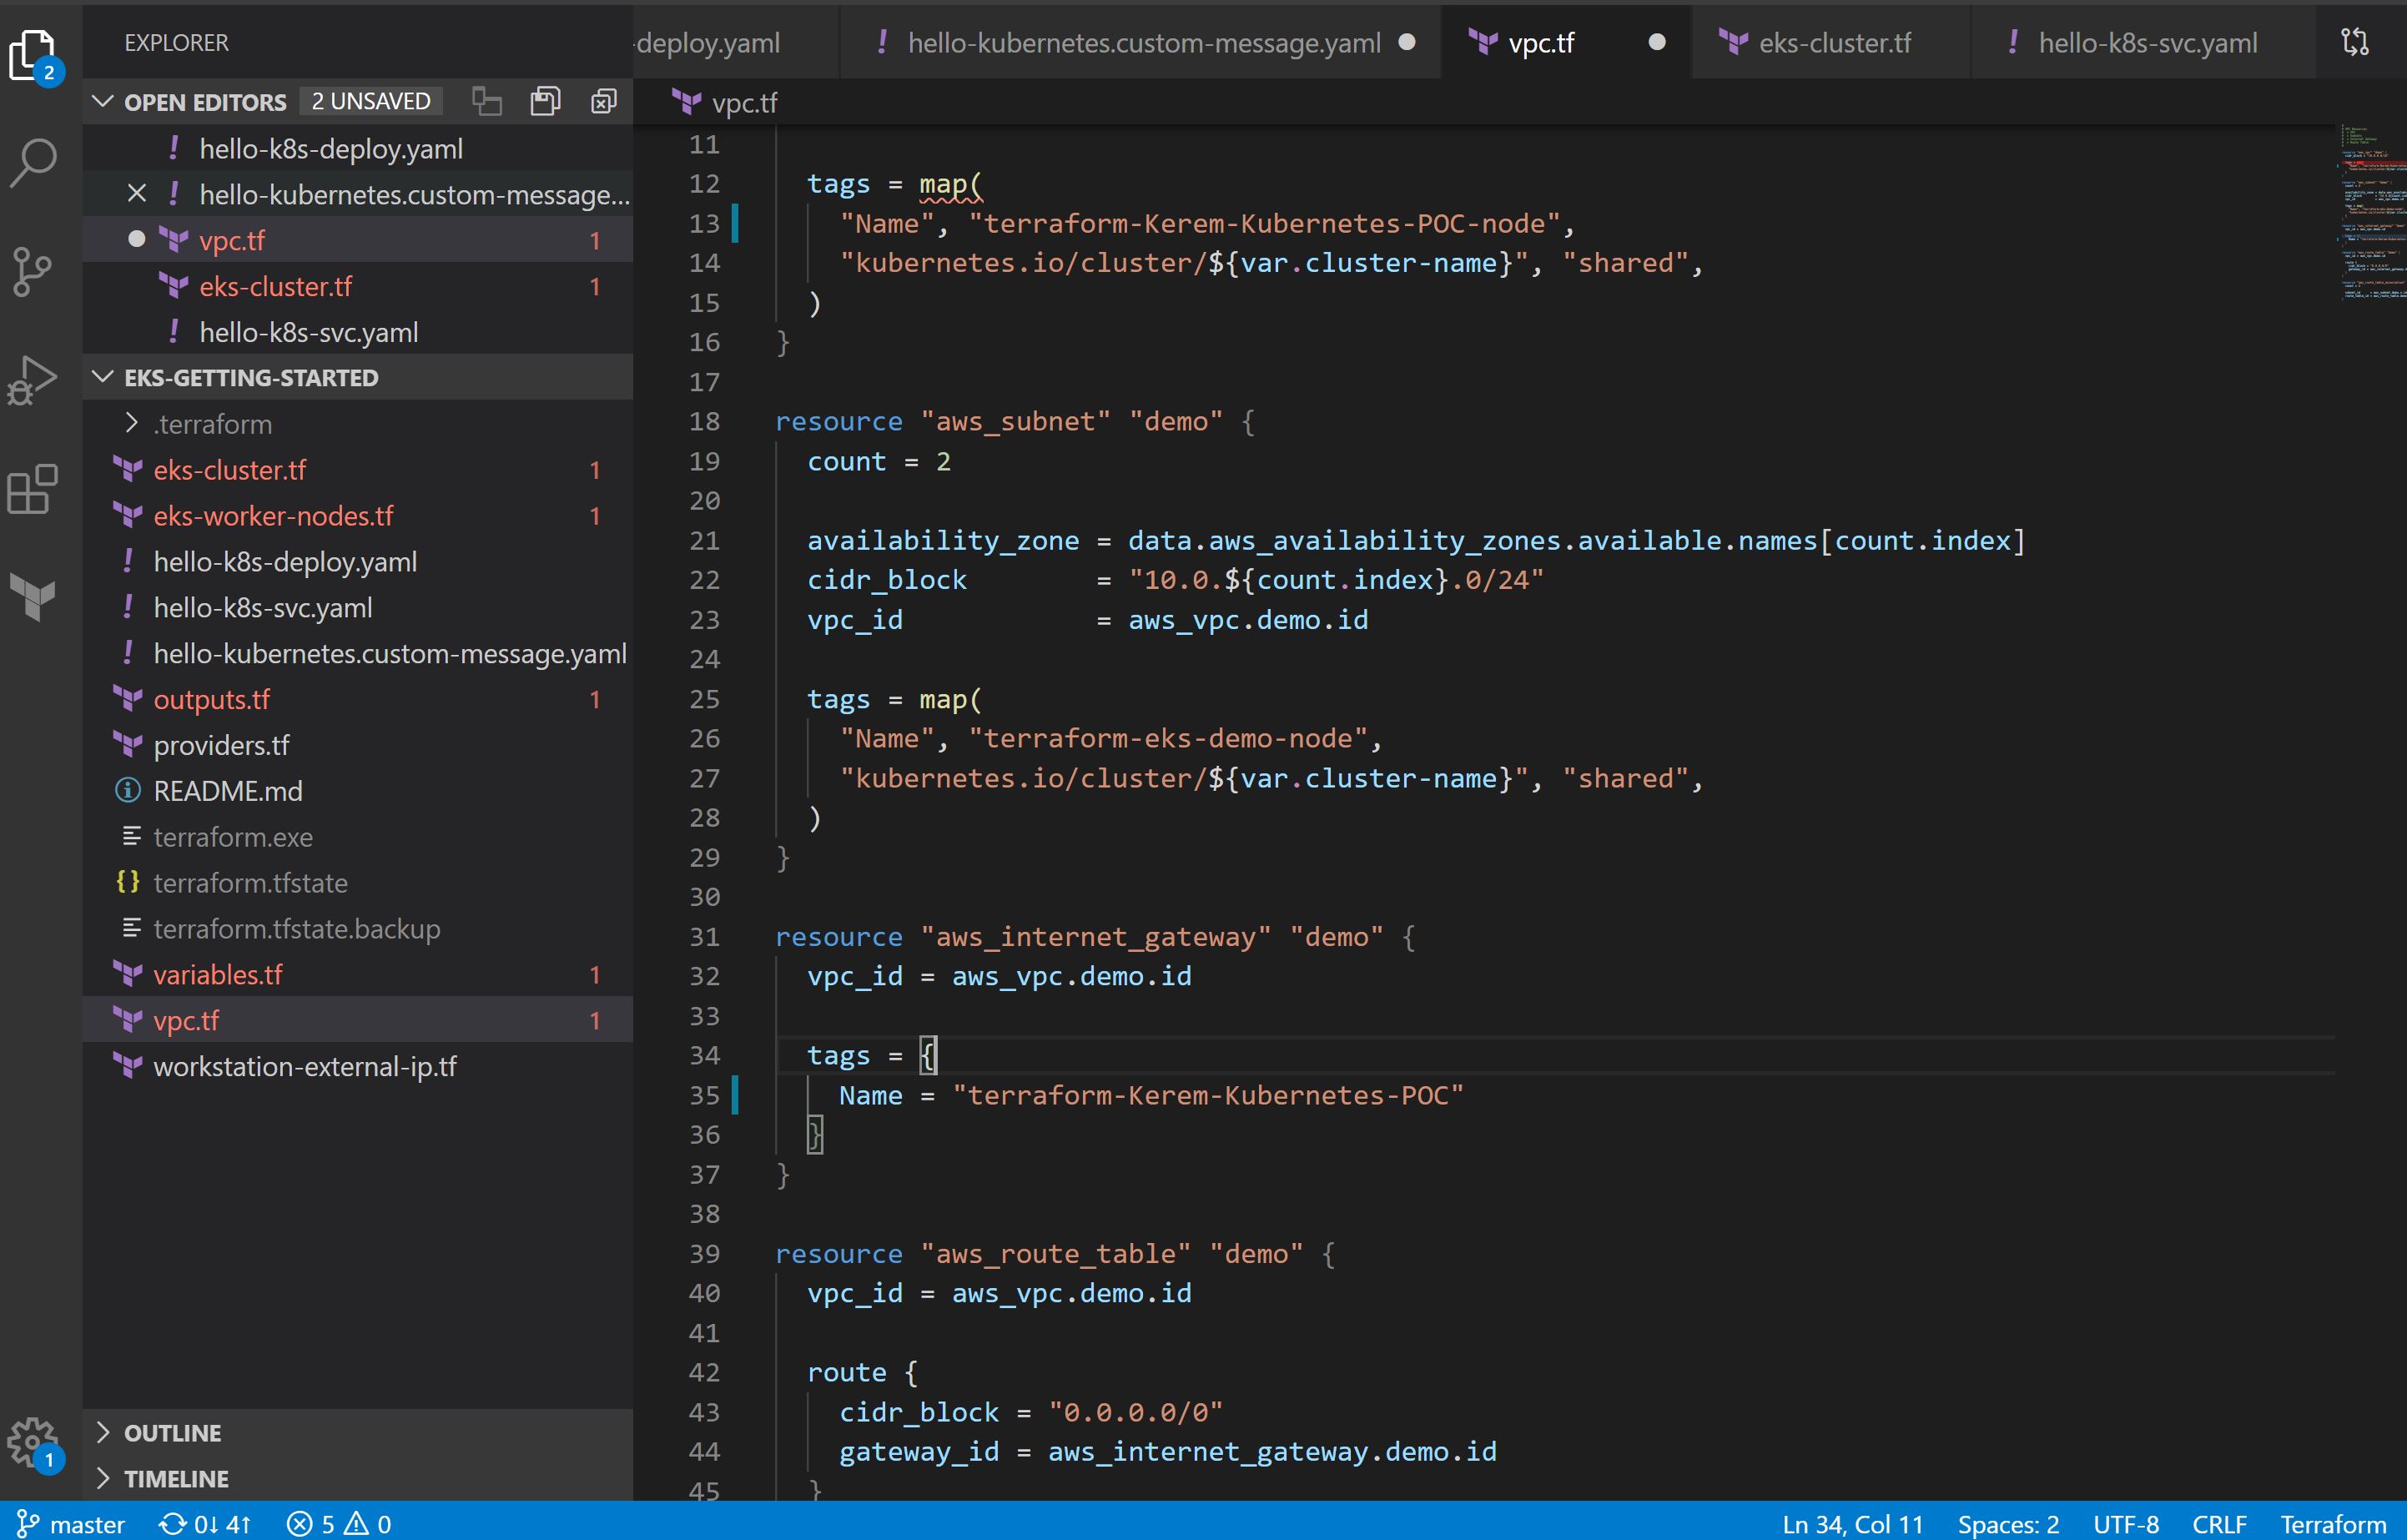 EXPLORER
2
OPEN EDITORS 2 UNSAVED
! hello-k8s-deploy.yaml
! hello-kubernetes.custom-message...
vpc.tf 1
eks-cluster.tf 1
! hello-k8s-svc.yaml
EKS-GETTING-STARTED
.terraform
eks-cluster.tf 1
eks-worker-nodes.tf 1
! hello-k8s-deploy.yaml
! hello-k8s-svc.yaml
! hello-kubernetes.custom-message.yaml
outputs.tf 1
providers.tf
README.md
terraform.exe
{} terraform.tfstate
terraform.tfstate.backup
variables.tf 1
vpc.tf 1
workstation-external-ip.tf
OUTLINE
TIMELINE
1
-deploy.yaml ! hello-kubernetes.custom-message.yaml vpc.tf eks-cluster.tf ! hello-k8s-svc.yaml
vpc.tf
11
12 tags = map(
13 "Name", "terraform-Kerem-Kubernetes-POC-node",
14 "kubernetes.io/cluster/${var.cluster-name}", "shared",
15 )
16 }
17
18 resource "aws_subnet" "demo" {
19 count = 2
20
21 availability_zone = data.aws_availability_zones.available.names[count.index]
22 cidr_block = "10.0.${count.index}.0/24"
23 vpc_id = aws_vpc.demo.id
24
25 tags = map(
26 "Name", "terraform-eks-demo-node",
27 "kubernetes.io/cluster/${var.cluster-name}", "shared",
28 )
29 }
30
31 resource "aws_internet_gateway" "demo" {
32 vpc_id = aws_vpc.demo.id
33
34 tags = {
35 Name = "terraform-Kerem-Kubernetes-POC"
36 }
37 }
38
39 resource "aws_route_table" "demo" {
40 vpc_id = aws_vpc.demo.id
41
42 route {
43 cidr_block = "0.0.0.0/0"
44 gateway_id = aws_internet_gateway.demo.id
45 }
master 0↓ 4↑ 5 0 Ln 34, Col 11 Spaces: 2 UTF-8 CRLF Terraform